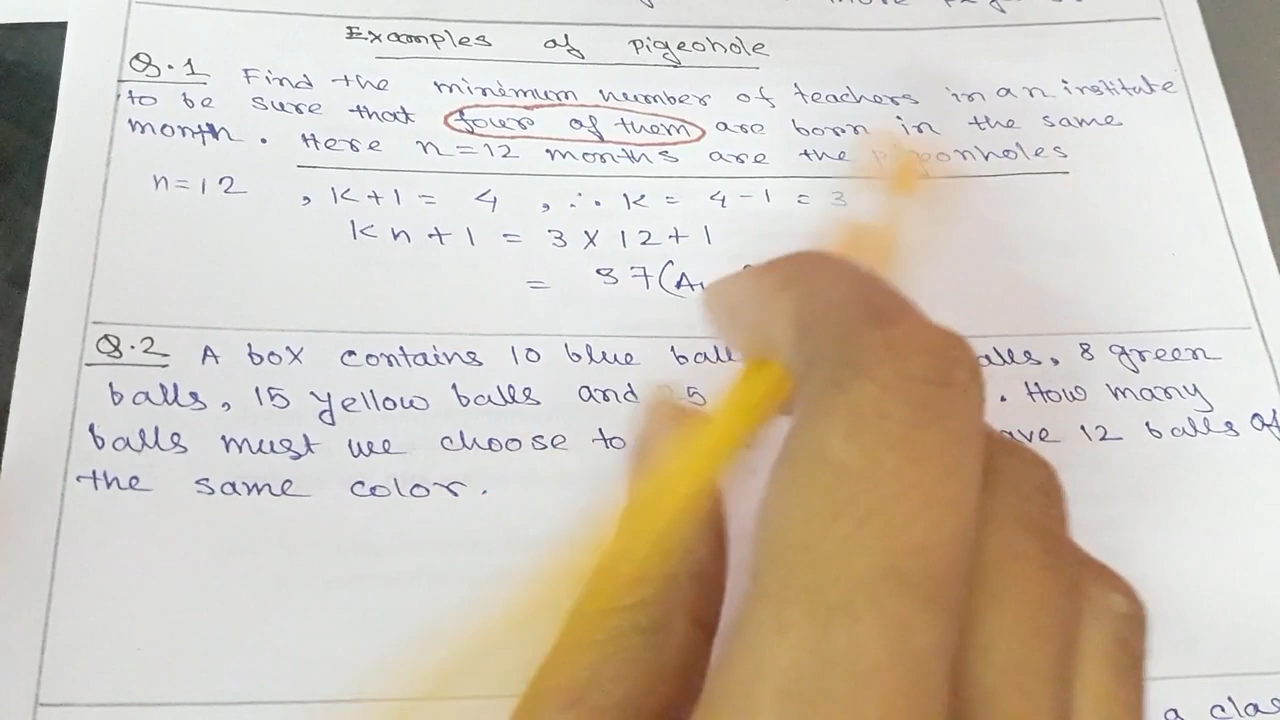 Examples of pigeohole
Q.1 Find the minimum number of teachers in an institute
to be sure that four of them are born in the same
month. Here n=12 months are the
n=12 , K+1= 4 , ∴ K = 4-1 = 3
Kn+1 = 3×12+1
= 37
Q.2 A box contains 10 blue 8 green
balls, 15 yellow balls and . How many
balls must we choose to 12 balls of
the same color.